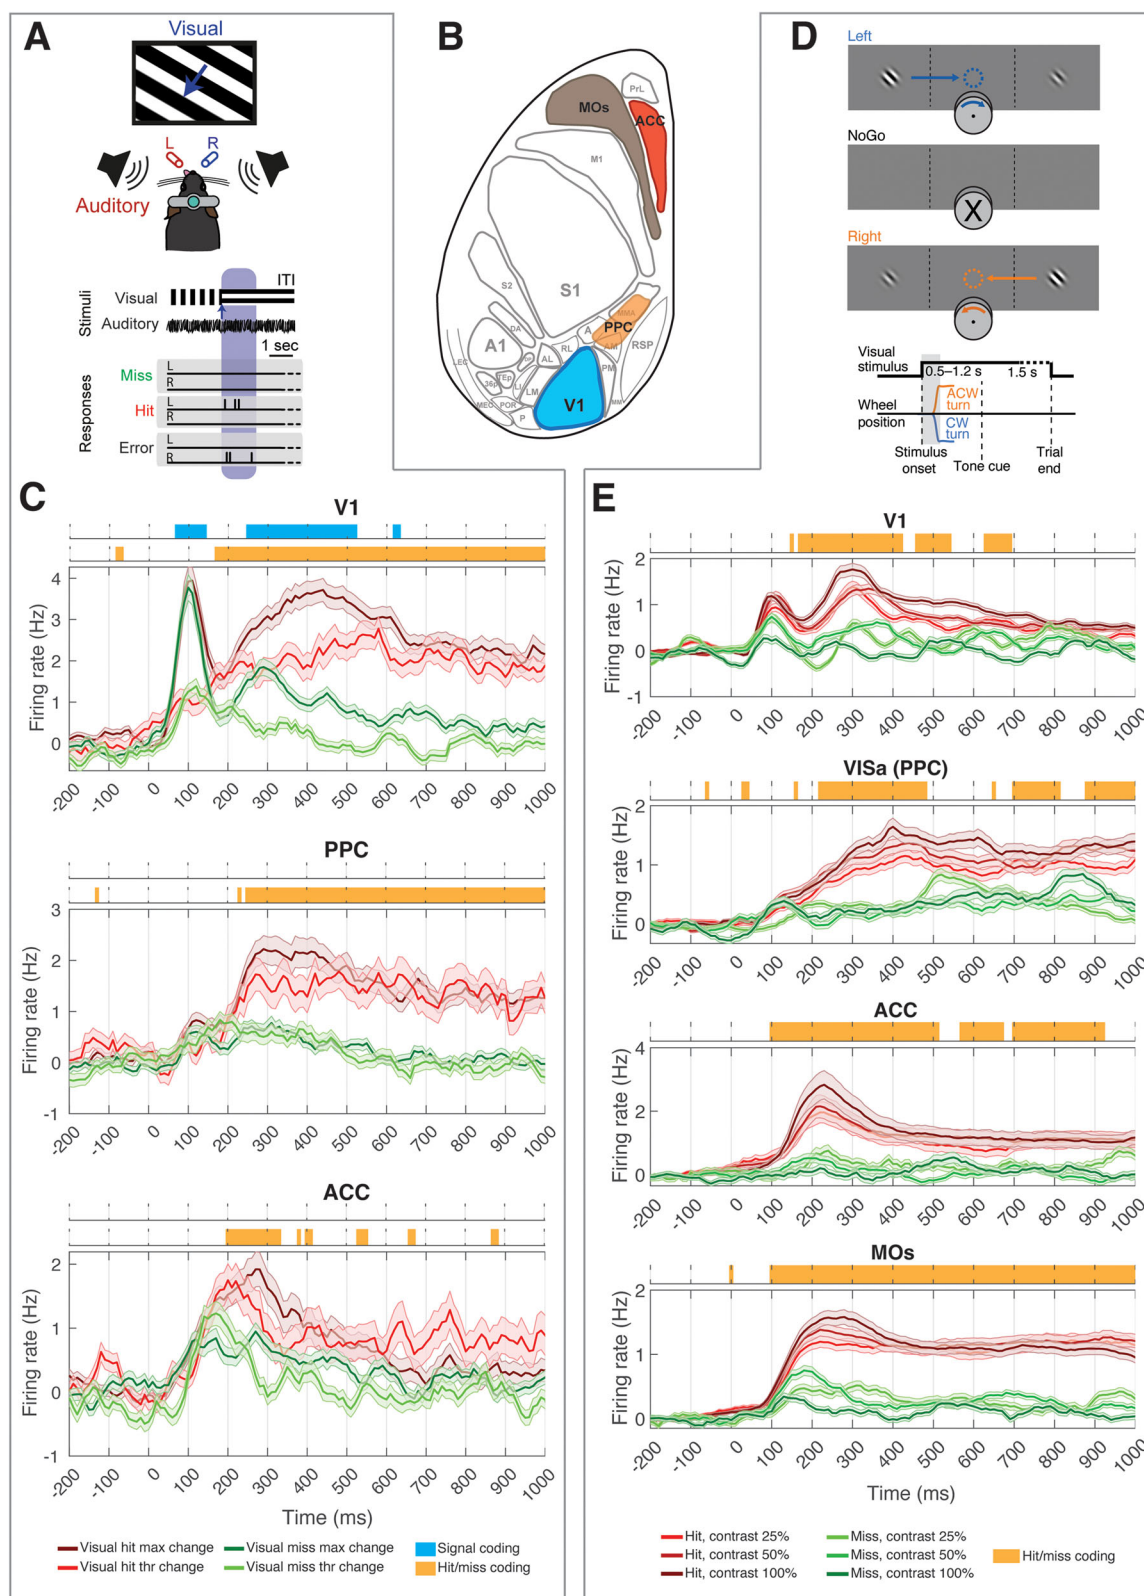 A
Visual
L
R
Auditory
ITI
Stimuli
Visual
Auditory
1 sec
Responses
Miss
L
R
Hit
L
R
Error
L
R
B
MOs
PrL
ACC
M1
S1
S2
DA
A1
LEC
36p
TEp
DP
AL
RL
A
AM
MMA
PPC
RSP
PM
MM
LI
LM
MEC
POR
P
V1
D
Left
NoGo
X
Right
Visual stimulus
0.5–1.2 s
1.5 s
Wheel position
ACW turn
CW turn
Stimulus onset
Tone cue
Trial end
C
V1
Firing rate (Hz)
4
3
2
1
0
-200 -100 0 100 200 300 400 500 600 700 800 900 1000
PPC
Firing rate (Hz)
3
2
1
0
-1
-200 -100 0 100 200 300 400 500 600 700 800 900 1000
ACC
Firing rate (Hz)
2
1
0
-1
-200 -100 0 100 200 300 400 500 600 700 800 900 1000
Time (ms)
Visual hit max change
Visual miss max change
Signal coding
Visual hit thr change
Visual miss thr change
Hit/miss coding
E
V1
Firing rate (Hz)
2
1
0
-1
-200 -100 0 100 200 300 400 500 600 700 800 900 1000
VISa (PPC)
Firing rate (Hz)
2
1
0
-200 -100 0 100 200 300 400 500 600 700 800 900 1000
ACC
Firing rate (Hz)
4
2
0
-200 -100 0 100 200 300 400 500 600 700 800 900 1000
MOs
Firing rate (Hz)
2
1
0
-200 -100 0 100 200 300 400 500 600 700 800 900 1000
Time (ms)
Hit, contrast 25%
Miss, contrast 25%
Hit, contrast 50%
Miss, contrast 50%
Hit/miss coding
Hit, contrast 100%
Miss, contrast 100%